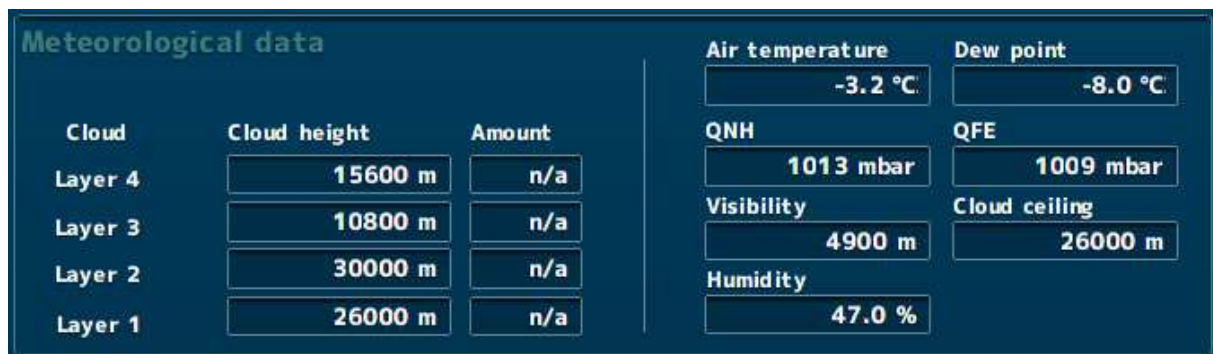 Meteorological data
Cloud Cloud height Amount
Layer 4 15600 m n/a
Layer 3 10800 m n/a
Layer 2 30000 m n/a
Layer 1 26000 m n/a
Air temperature Dew point
-3.2 °C -8.0 °C
QNH QFE
1013 mbar 1009 mbar
Visibility Cloud ceiling
4900 m 26000 m
Humidity
47.0 %